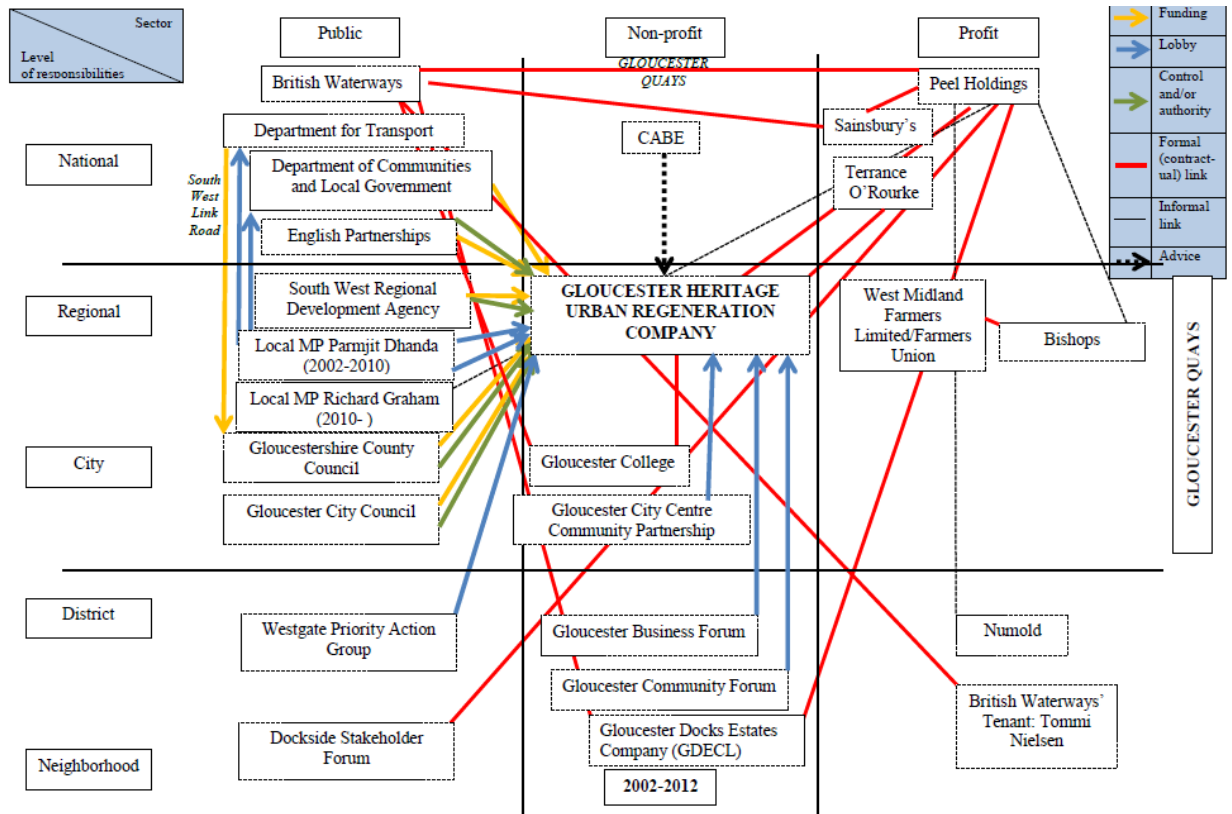 Sector
Level
of responsibilities
Public
Non-profit
Profit
GLOUCESTER
QUAYS
Funding
Lobby
Control
and/or
authority
Formal
(contract-
ual) link
Informal
link
Advice
National
British Waterways
Department for Transport
Department of Communities
and Local Government
English Partnerships
South
West
Link
Road
CABE
Peel Holdings
Sainsbury's
Terrance
O'Rourke
Regional
South West Regional
Development Agency
Local MP Parmjit Dhanda
(2002-2010)
Local MP Richard Graham
(2010- )
GLOUCESTER HERITAGE
URBAN REGENERATION
COMPANY
West Midland
Farmers
Limited/Farmers
Union
Bishops
GLOUCESTER QUAYS
City
Gloucestershire County
Council
Gloucester City Council
Gloucester College
Gloucester City Centre
Community Partnership
District
Westgate Priority Action
Group
Gloucester Business Forum
Gloucester Community Forum
Numold
Neighborhood
Dockside Stakeholder
Forum
Gloucester Docks Estates
Company (GDECL)
British Waterways'
Tenant: Tommi
Nielsen
2002-2012